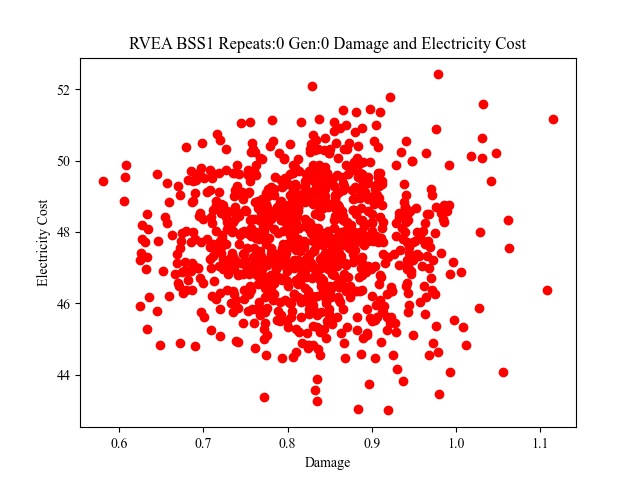 RVEA BSS1 Repeats:0 Gen:0 Damage and Electricity Cost
52
50
48
46
44
Electricity Cost
0.6 0.7 0.8 0.9 1.0 1.1
Damage